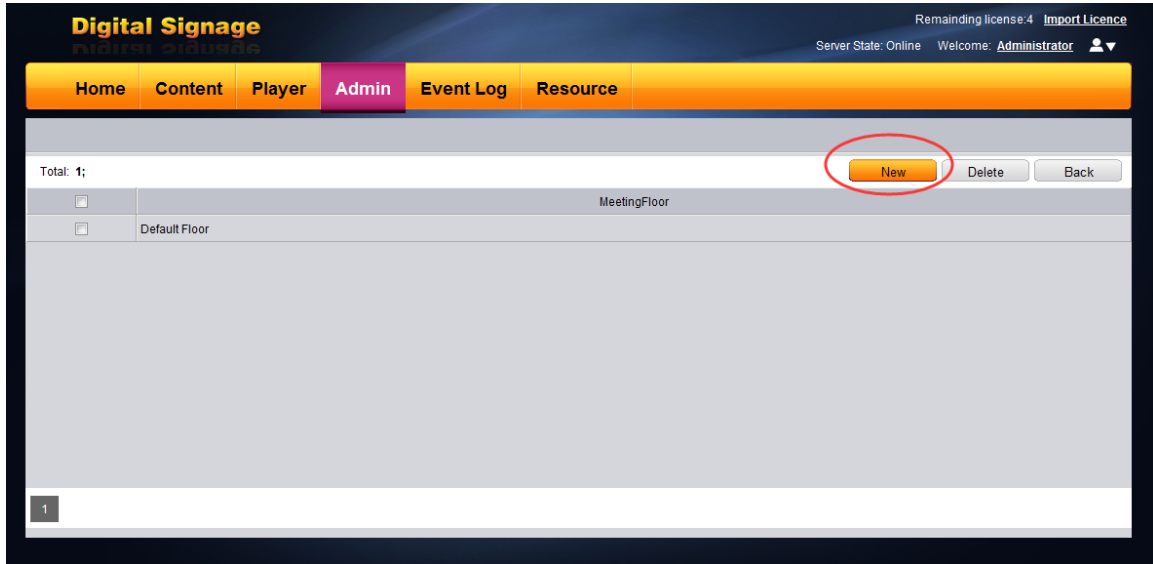 Digital Signage
Remainding license:4 Import Licence
Server State: Online Welcome: Administrator
Home Content Player Admin Event Log Resource
Total: 1;
New Delete Back
MeetingFloor
Default Floor
1